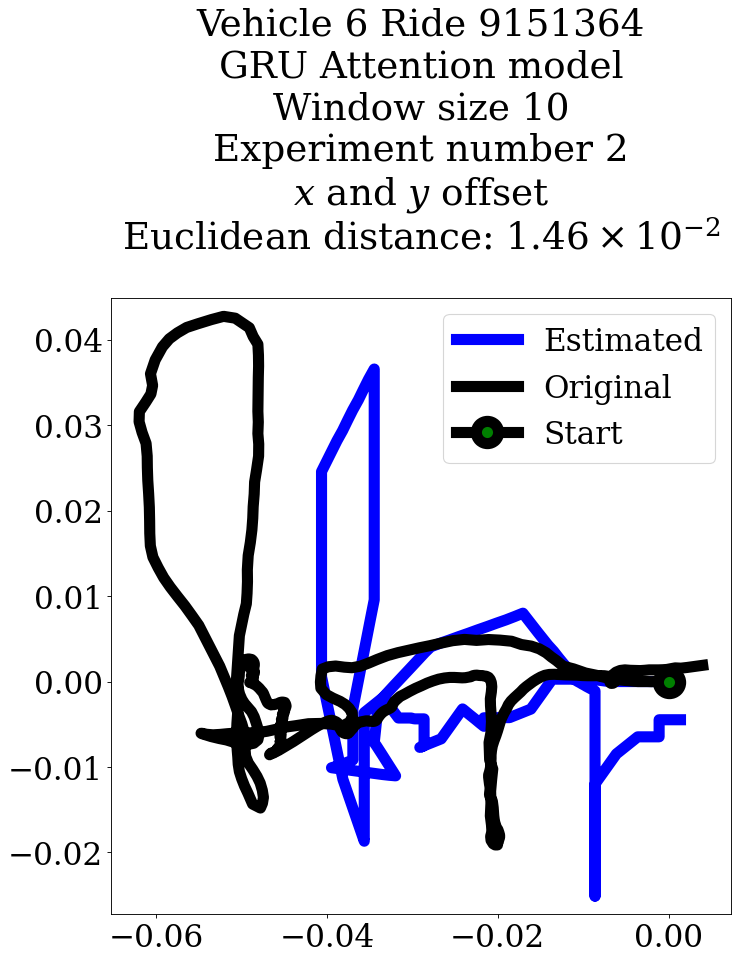 Vehicle 6 Ride 9151364
GRU Attention model
Window size 10
Experiment number 2
x and y offset
Euclidean distance: 1.46 × 10⁻²
Estimated
Original
Start
0.04
0.03
0.02
0.01
0.00
−0.01
−0.02
−0.06 −0.04 −0.02 0.00